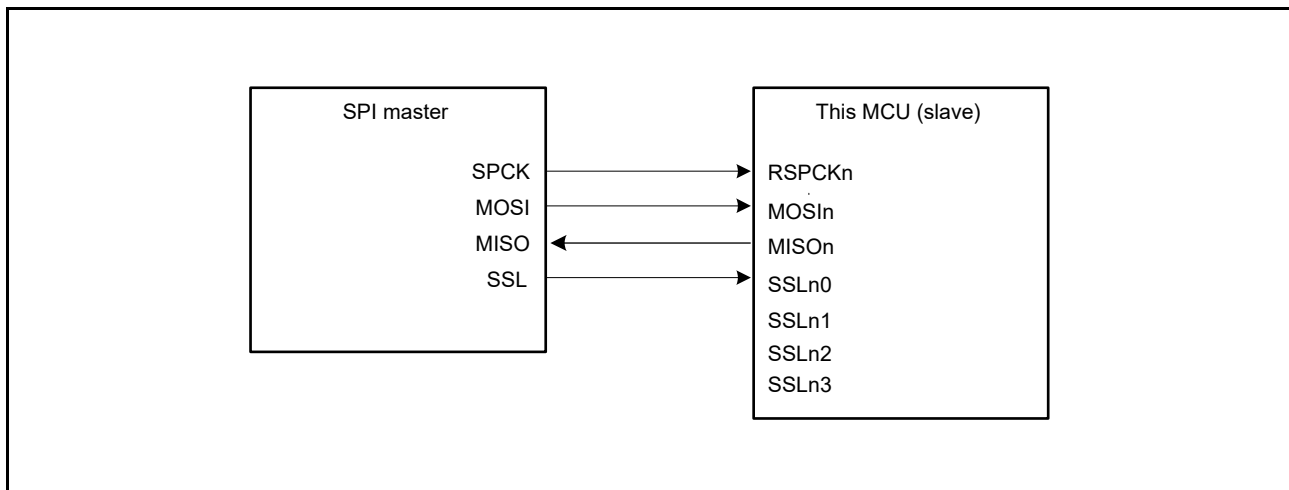 SPI master
SPCK
MOSI
MISO
SSL
This MCU (slave)
RSPCKn
MOSIn
MISOn
SSLn0
SSLn1
SSLn2
SSLn3